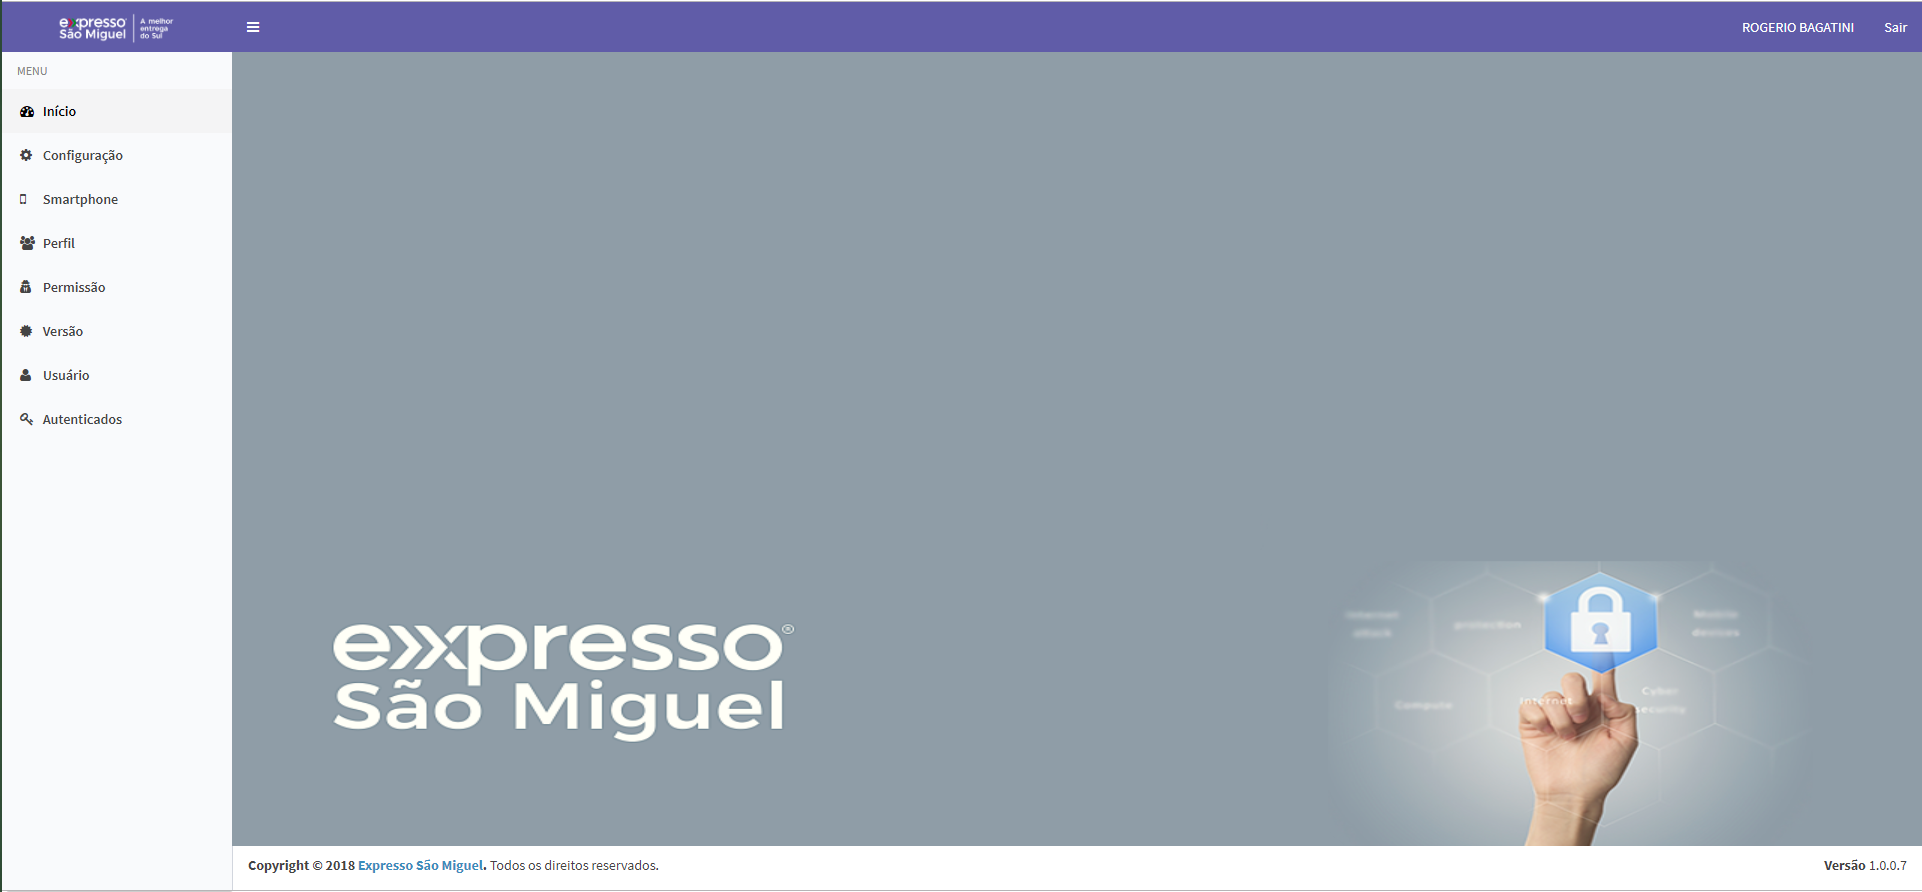 expresso
São Miguel
A melhor
entrega
do Sul
ROGERIO BAGATINI
Sair
MENU
Início
Configuração
Smartphone
Perfil
Permissão
Versão
Usuário
Autenticados
expresso®
São Miguel
Internet
attack
protection
Mobile
devices
Compute
Internet
Cyber
security
Copyright © 2018 Expresso São Miguel. Todos os direitos reservados.
Versão 1.0.0.7